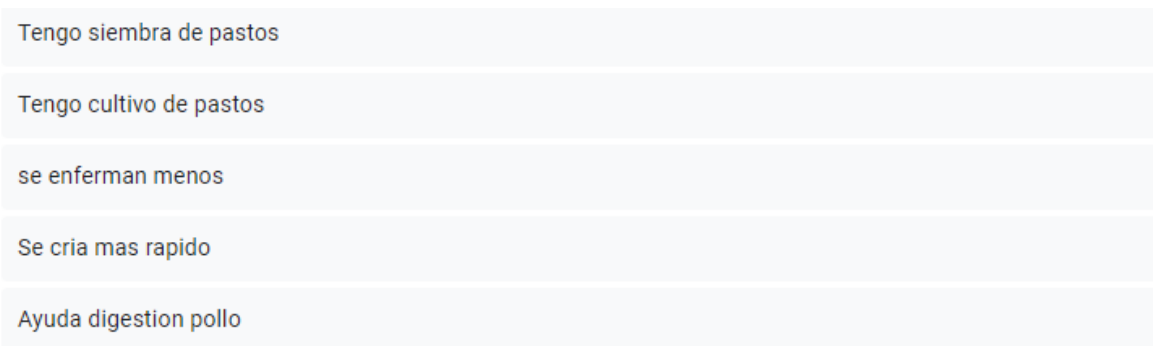 Tengo siembra de pastos
Tengo cultivo de pastos
se enferman menos
Se cria mas rapido
Ayuda digestion pollo